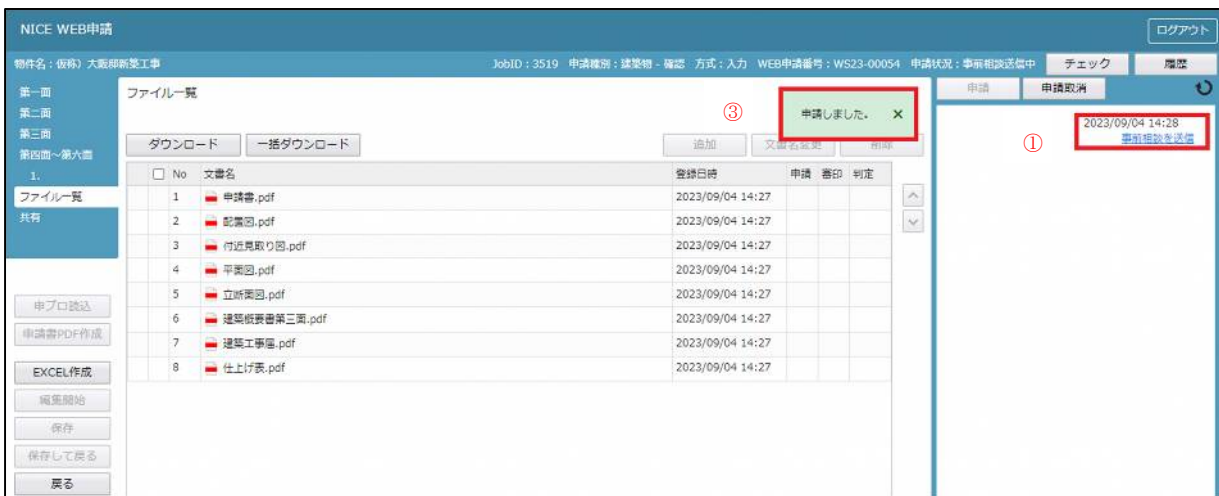 NICE WEB申請
ログアウト
物件名：仮称）大阪邸新築工事 JobID：3519 申請種別：建築物 - 確認 方式：入力 WEB申請番号：WS23-00054 申請状況：事前相談送信中 チェック 履歴
第一面
第二面
第三面
第四面～第六面
1.
ファイル一覧
共有
申プロ読込
申請書PDF作成
EXCEL作成
編集開始
保存
保存して戻る
戻る
ファイル一覧
③
申請しました。 ×
ダウンロード 一括ダウンロード 追加 文書名変更 削除
No 文書名 登録日時 申請 審印 判定
1 申請書.pdf 2023/09/04 14:27
2 配置図.pdf 2023/09/04 14:27
3 付近見取り図.pdf 2023/09/04 14:27
4 平面図.pdf 2023/09/04 14:27
5 立断面図.pdf 2023/09/04 14:27
6 建築概要書第三面.pdf 2023/09/04 14:27
7 建築工事届.pdf 2023/09/04 14:27
8 仕上げ表.pdf 2023/09/04 14:27
申請 申請取消
①
2023/09/04 14:28
事前相談を送信